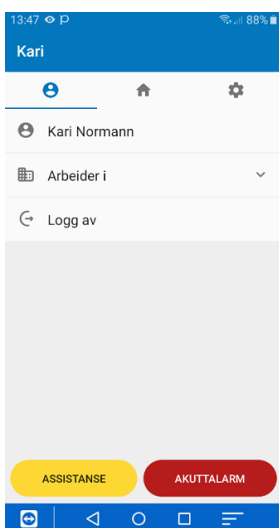 13:47 88%
Kari
Kari Normann
Arbeider i
Logg av
ASSISTANSE AKUTTALARM